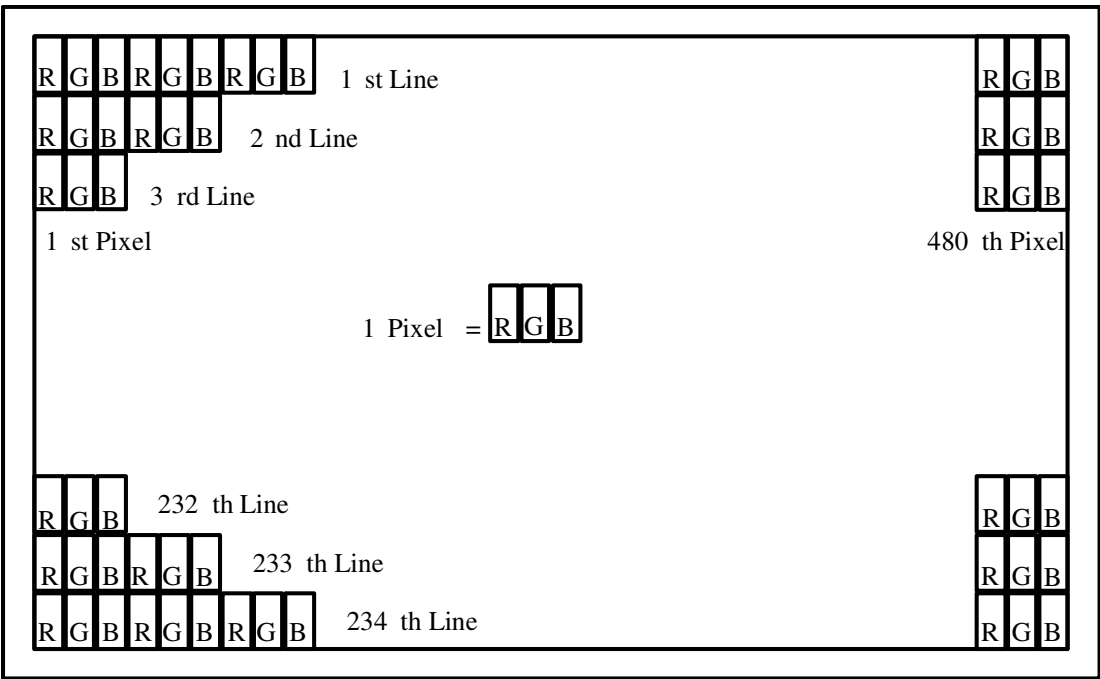 R G B R G B R G B 1 st Line R G B
R G B R G B 2 nd Line R G B
R G B 3 rd Line R G B
1 st Pixel 480 th Pixel
1 Pixel = R G B
R G B 232 th Line R G B
R G B R G B 233 th Line R G B
R G B R G B R G B 234 th Line R G B